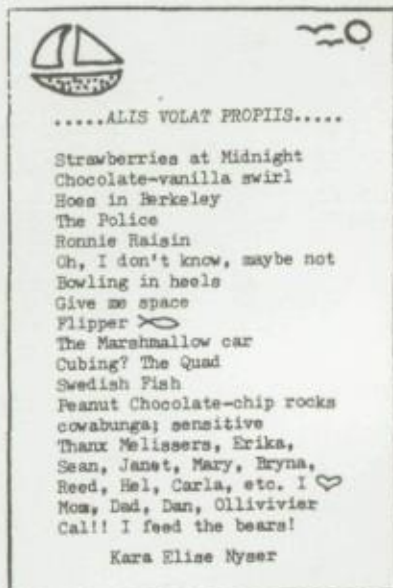 .....ALIS VOLAT PROPIIS.....
Strawberries at Midnight
Chocolate-vanilla swirl
Hoes in Berkeley
The Police
Ronnie Raisin
Oh, I don't know, maybe not
Bowling in heels
Give me space
Flipper
The Marshmallow car
Cubing? The Quad
Swedish Fish
Peanut Chocolate-chip rocks
cowabunga; sensitive
Thanx Melissers, Erika,
Sean, Janet, Mary, Bryna,
Reed, Hel, Carla, etc. I
Mom, Dad, Dan, Ollivivier
Cal!! I feed the bears!
Kara Elise Nyser